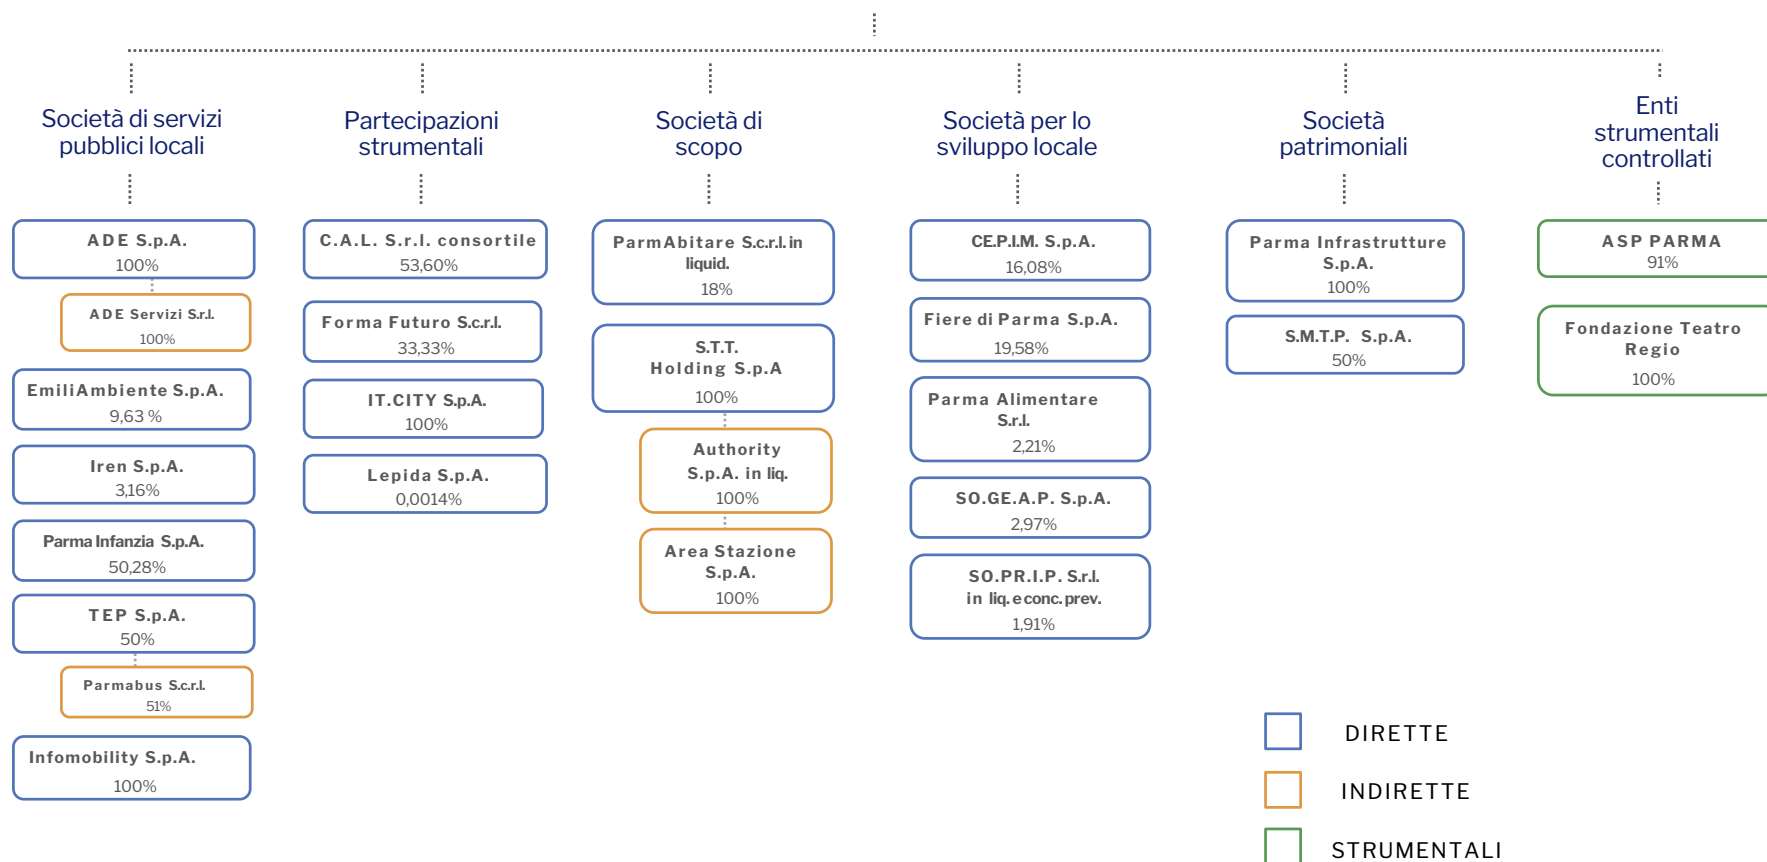 Società di servizi
pubblici locali
ADE S.p.A.
100%
ADE Servizi S.r.l.
100%
EmiliAmbiente S.p.A.
9,63 %
Iren S.p.A.
3,16%
Parma Infanzia S.p.A.
50,28%
TEP S.p.A.
50%
Parmabus S.c.r.l.
51%
Infomobility S.p.A.
100%
Partecipazioni
strumentali
C.A.L. S.r.l. consortile
53,60%
Forma Futuro S.c.r.l.
33,33%
IT.CITY S.p.A.
100%
Lepida S.p.A.
0,0014%
Società di
scopo
ParmAbitare S.c.r.l. in
liquid.
18%
S.T.T.
Holding S.p.A
100%
Authority
S.p.A. in liq.
100%
Area Stazione
S.p.A.
100%
Società per lo
sviluppo locale
CE.P.I.M. S.p.A.
16,08%
Fiere di Parma S.p.A.
19,58%
Parma Alimentare
S.r.l.
2,21%
SO.GE.A.P. S.p.A.
2,97%
SO.PR.I.P. S.r.l.
in liq. e conc. prev.
1,91%
Società
patrimoniali
Parma Infrastrutture
S.p.A.
100%
S.M.T.P. S.p.A.
50%
Enti
strumentali
controllati
ASP PARMA
91%
Fondazione Teatro
Regio
100%
DIRETTE
INDIRETTE
STRUMENTALI